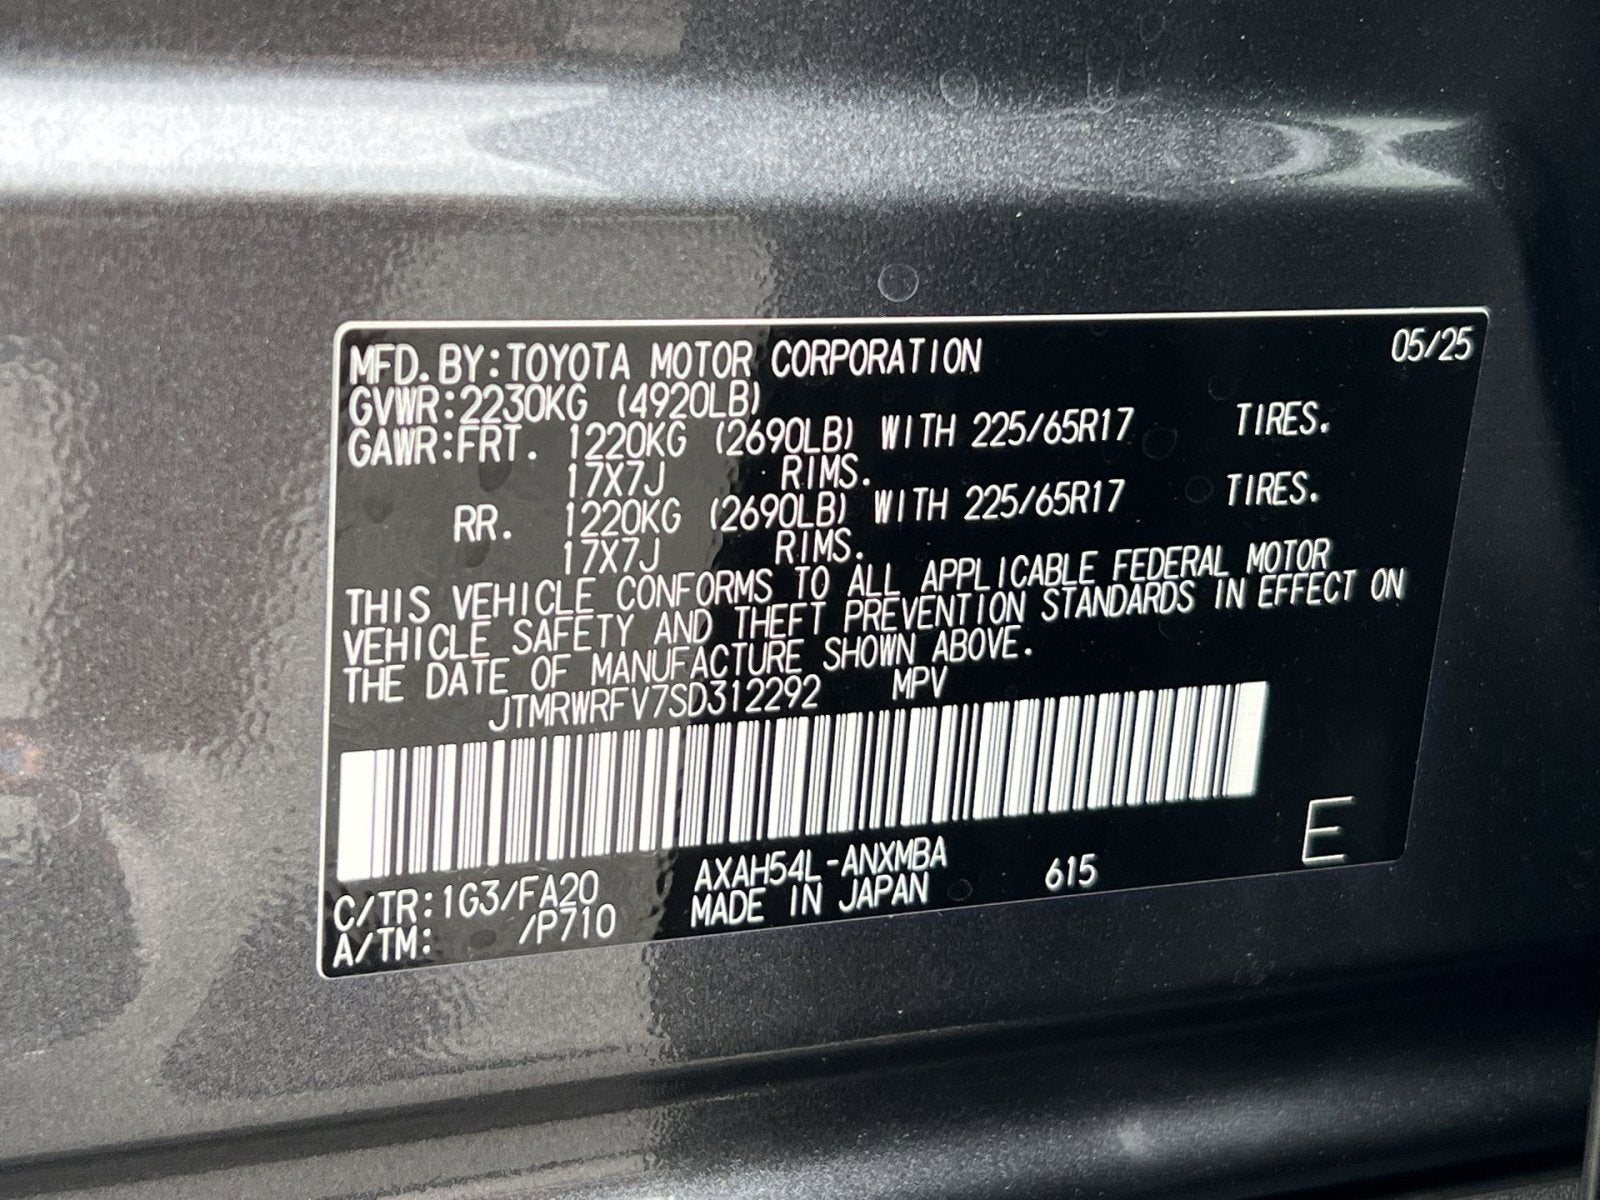 MFD.BY:TOYOTA MOTOR CORPORATION 05/25
GVWR:2230KG (4920LB)
GAWR:FRT. 1220KG (2690LB) WITH 225/65R17 TIRES.
17X7J RIMS.
RR. 1220KG (2690LB) WITH 225/65R17 TIRES.
17X7J RIMS.
THIS VEHICLE CONFORMS TO ALL APPLICABLE FEDERAL MOTOR
VEHICLE SAFETY AND THEFT PREVENTION STANDARDS IN EFFECT ON
THE DATE OF MANUFACTURE SHOWN ABOVE.
JTMRWRFV7SD312292 MPV
C/TR:1G3/FA20 AXAH54L-ANXMBA 615 E
A/TM: /P710 MADE IN JAPAN